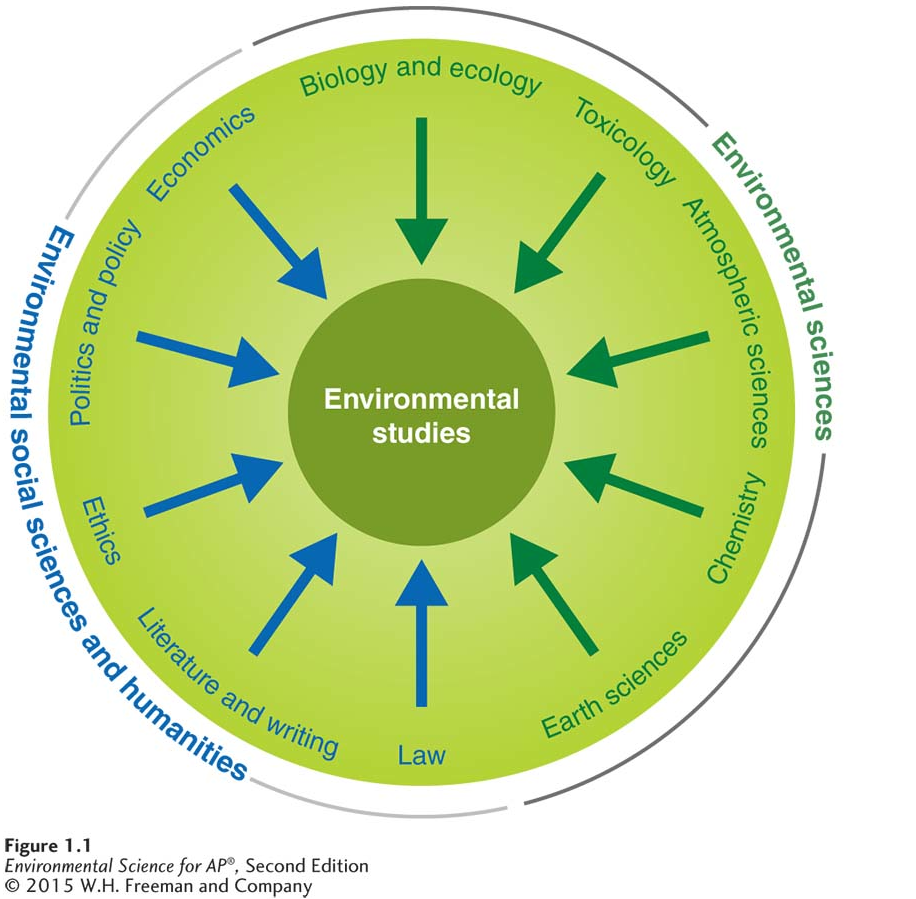 Biology and ecology
Toxicology
Atmospheric sciences
Chemistry
Earth sciences
Law
Literature and writing
Ethics
Politics and policy
Economics
Environmental sciences
Environmental social sciences and humanities
Environmental
studies
Figure 1.1
Environmental Science for AP®, Second Edition
© 2015 W.H. Freeman and Company